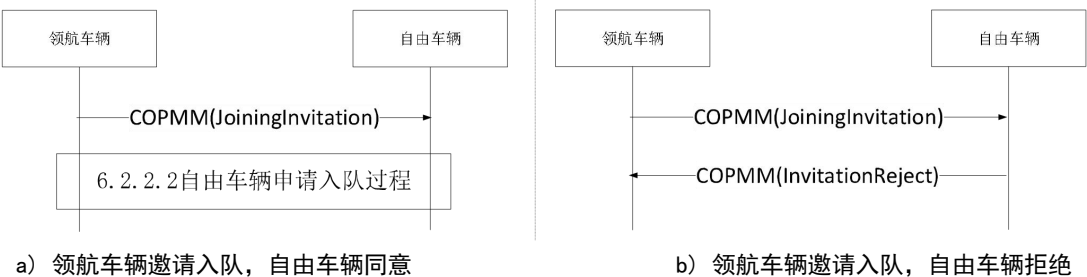 领航车辆
自由车辆
COPMM(JoiningInvitation)
6.2.2.2自由车辆申请入队过程
a) 领航车辆邀请入队，自由车辆同意
领航车辆
自由车辆
COPMM(JoiningInvitation)
COPMM(InvitationReject)
b) 领航车辆邀请入队，自由车辆拒绝